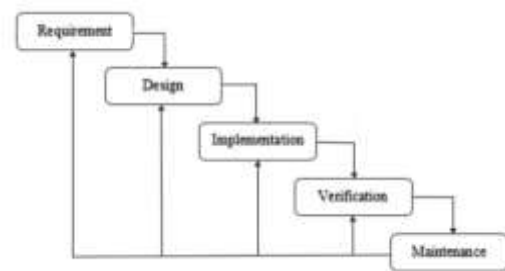 Requirement
Design
Implementation
Verification
Maintenance